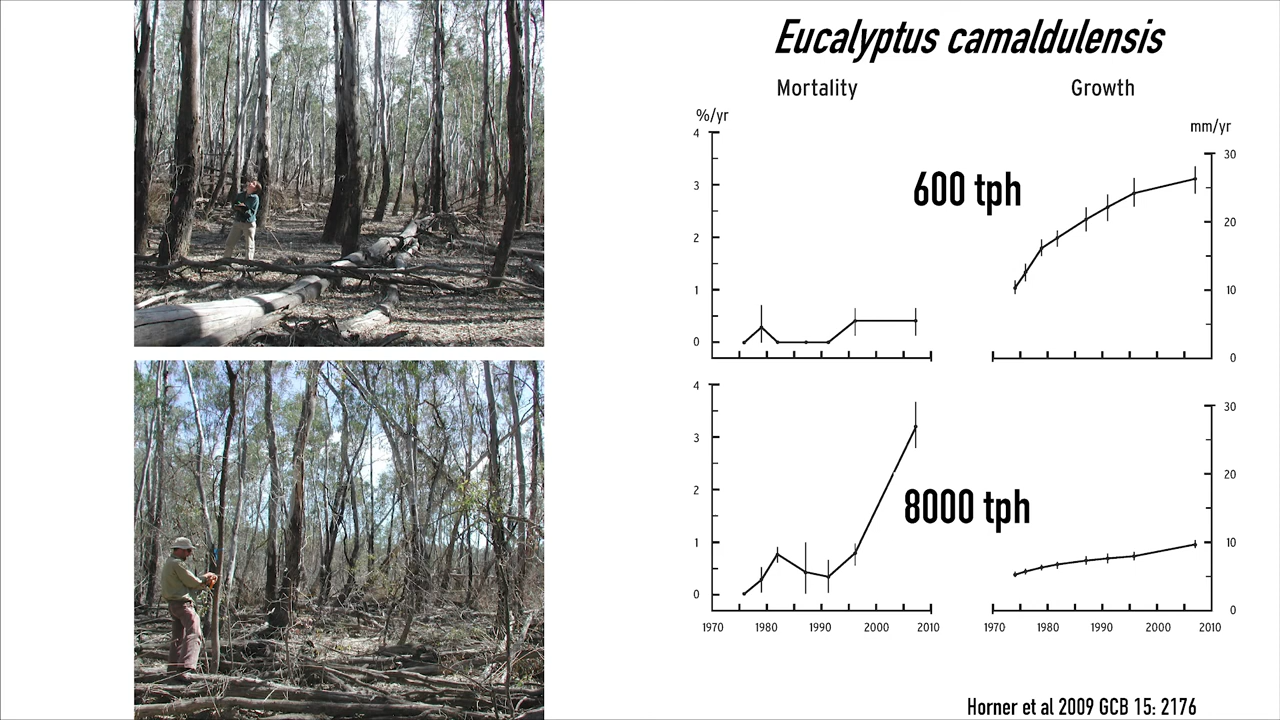 Eucalyptus camaldulensis
Mortality
Growth
%/yr
mm/yr
4
3
2
1
0
600 tph
30
20
10
0
4
3
2
1
0
8000 tph
30
20
10
0
1970 1980 1990 2000 2010
1970 1980 1990 2000 2010
Horner et al 2009 GCB 15: 2176